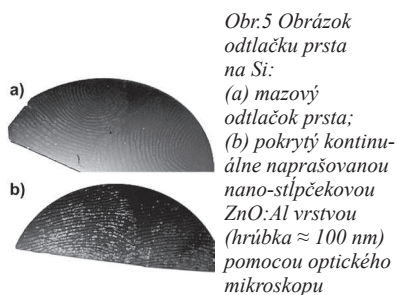 Obr.5 Obrázok
odtlačku prsta
na Si:
(a) mazový
odtlačok prsta;
(b) pokrytý kontinu-
álne naprašovanou
nano-stĺpčekovou
ZnO:Al vrstvou
(hrúbka ≈ 100 nm)
pomocou optického
mikroskopu
a)
b)